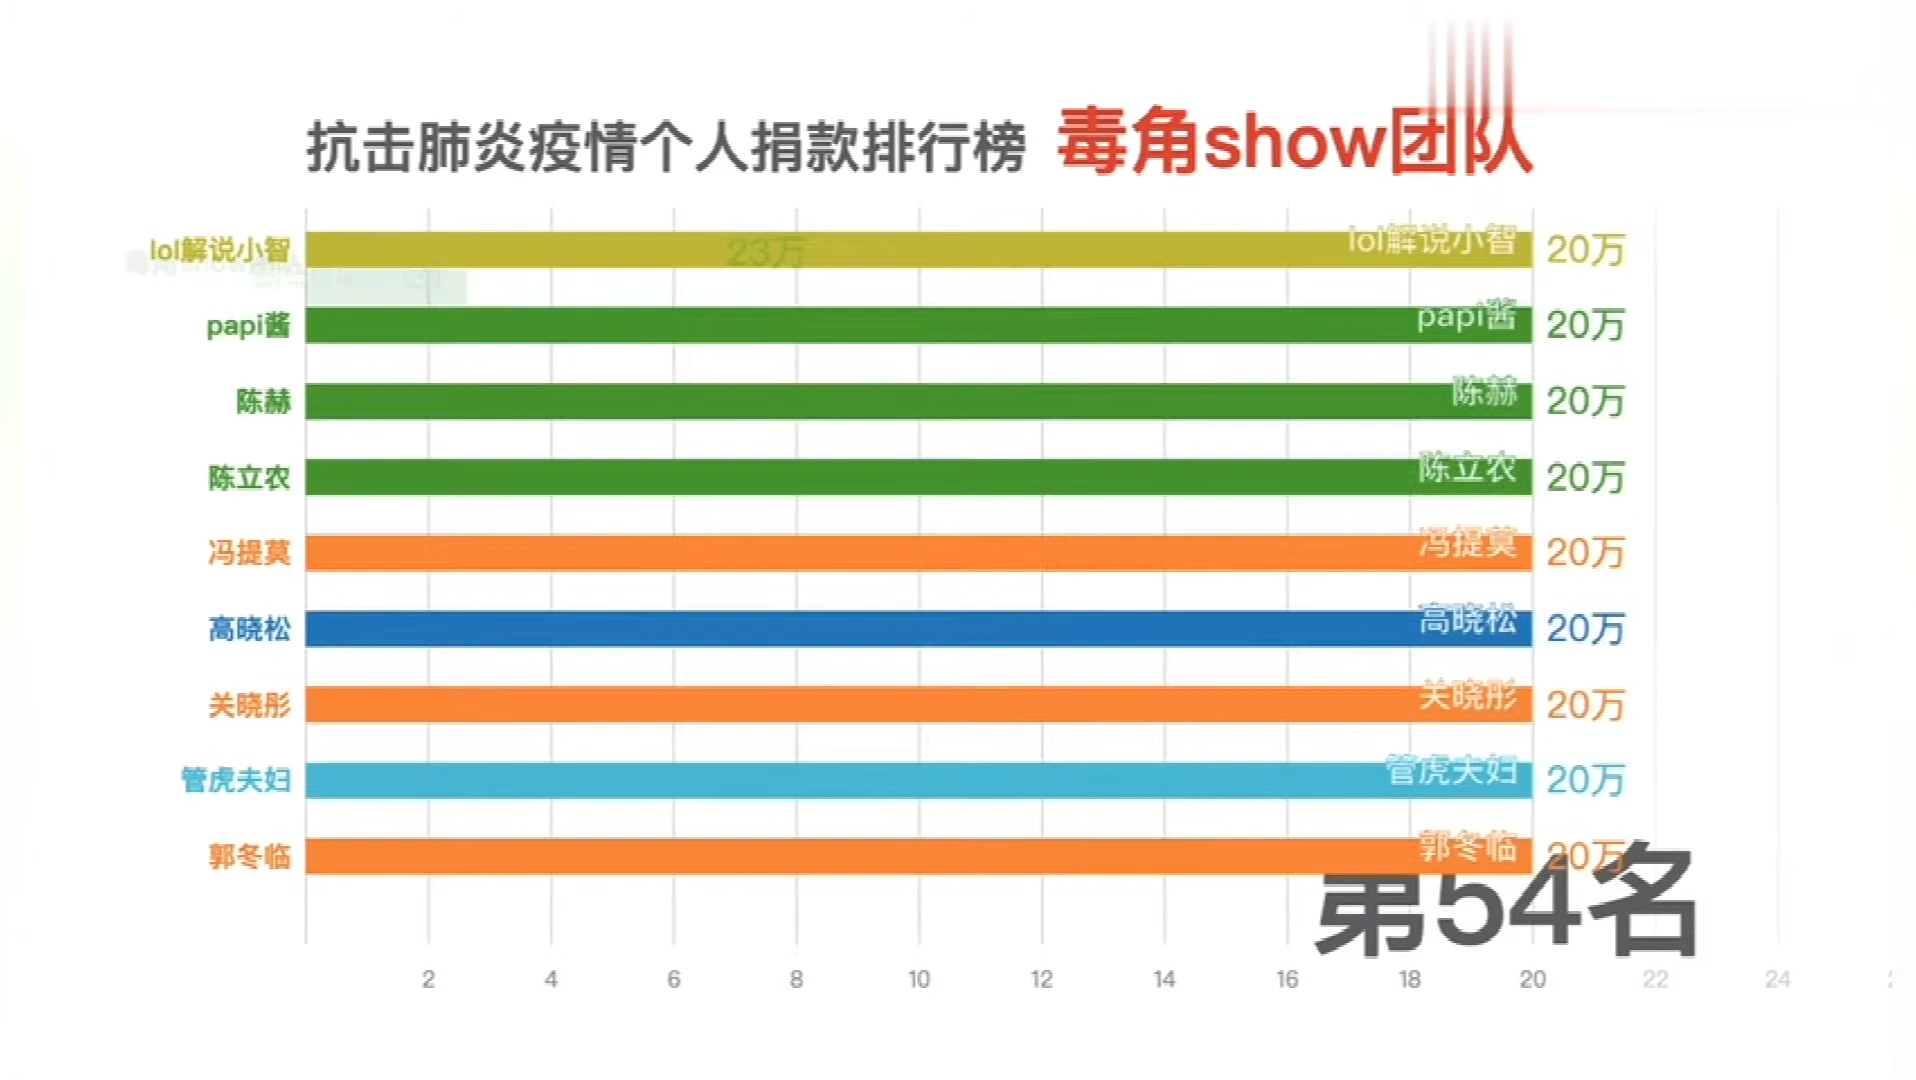 抗击肺炎疫情个人捐款排行榜 毒角show团队
lol解说小智 23万 lol解说小智 20万
papi酱 papi酱 20万
陈赫 陈赫 20万
陈立农 陈立农 20万
冯提莫 冯提莫 20万
高晓松 高晓松 20万
关晓彤 关晓彤 20万
管虎夫妇 管虎夫妇 20万
郭冬临 郭冬临 20万
第54名
2 4 6 8 10 12 14 16 18 20 22 24